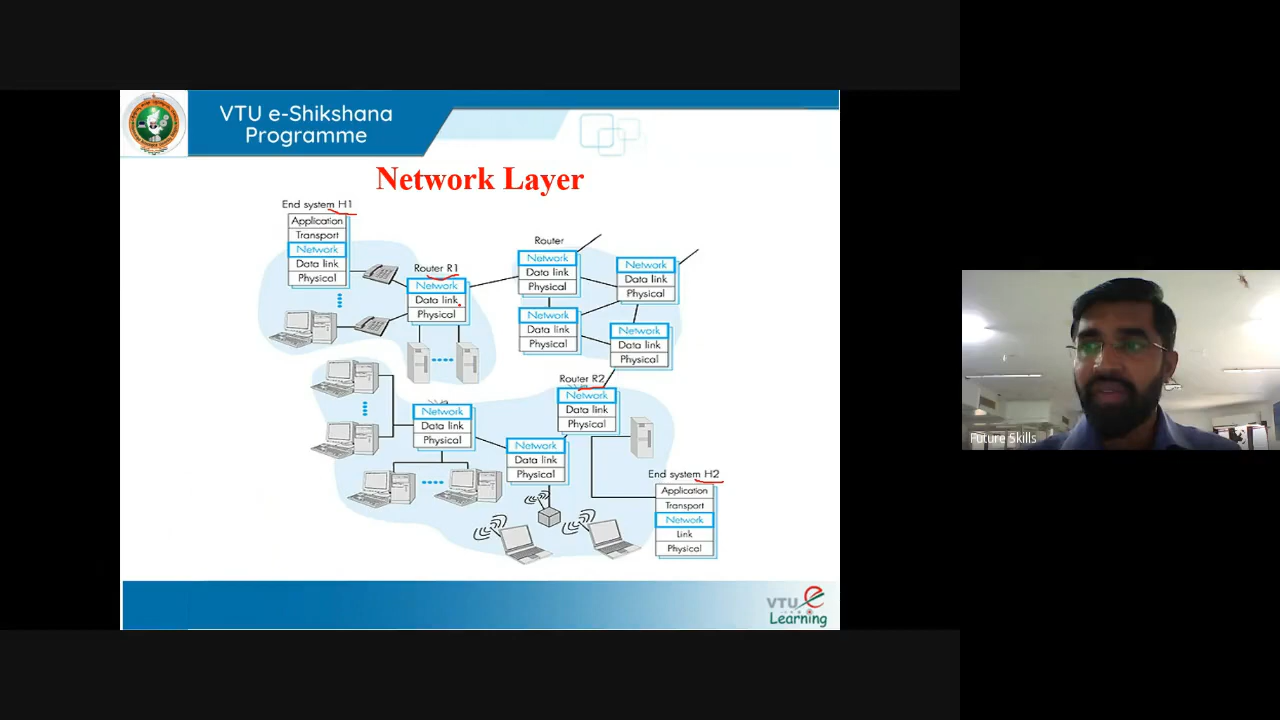 VTU e-Shikshana
Programme
Network Layer
End system H1
Application
Transport
Network
Data link
Physical
Router R1
Network
Data link
Physical
Router
Network
Data link
Physical
Network
Data link
Physical
Network
Data link
Physical
Network
Data link
Physical
Router R2
Network
Data link
Physical
Network
Data link
Physical
Network
Data link
Physical
End system H2
Application
Transport
Network
Link
Physical
Future Skills
VTU e
Learning